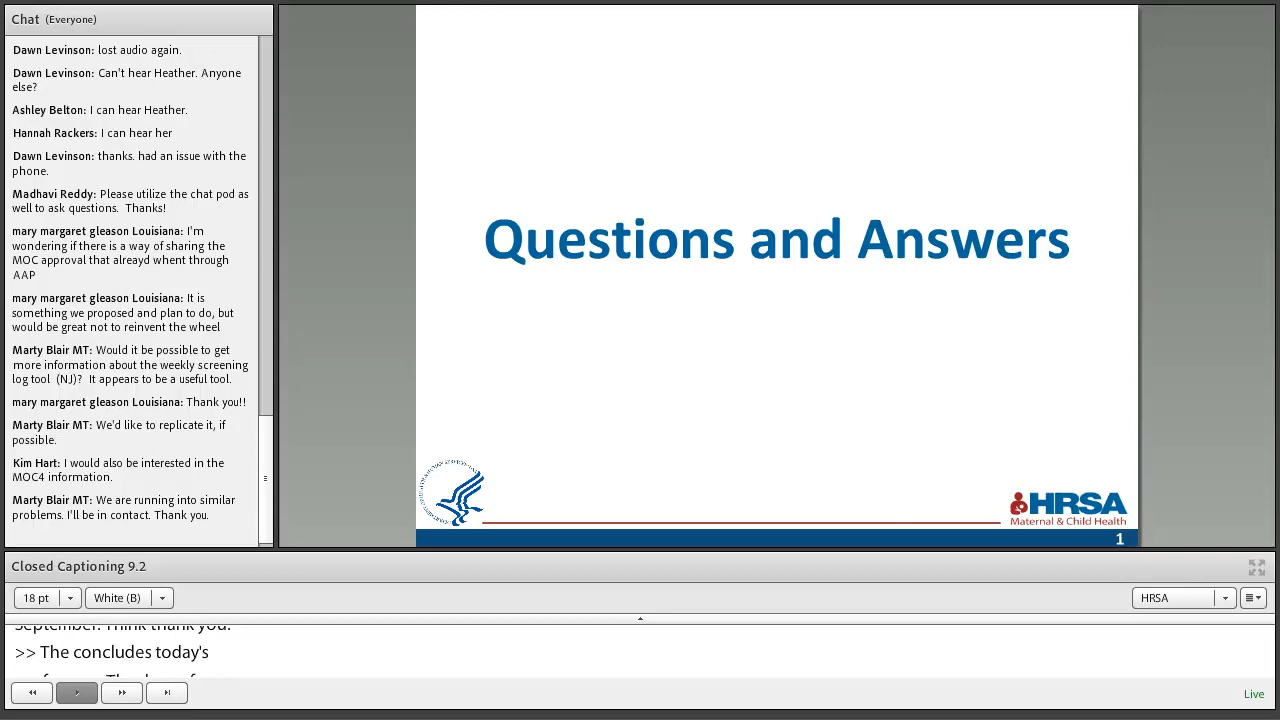 Chat (Everyone)
Dawn Levinson: lost audio again.
Dawn Levinson: Can't hear Heather. Anyone
else?
Ashley Belton: I can hear Heather.
Hannah Rackers: I can hear her
Dawn Levinson: thanks. had an issue with the
phone.
Madhavi Reddy: Please utilize the chat pod as
well to ask questions. Thanks!
mary margaret gleason Louisiana: I'm
wondering if there is a way of sharing the
MOC approval that alreayd whent through
AAP
mary margaret gleason Louisiana: It is
something we proposed and plan to do, but
would be great not to reinvent the wheel
Marty Blair MT: Would it be possible to get
more information about the weekly screening
log tool (NJ)? It appears to be a useful tool.
mary margaret gleason Louisiana: Thank you!!
Marty Blair MT: We'd like to replicate it, if
possible.
Kim Hart: I would also be interested in the
MOC4 information.
Marty Blair MT: We are running into similar
problems. I'll be in contact. Thank you.
Questions and Answers
HRSA
Maternal & Child Health
1
Closed Captioning 9.2
18 pt
White (B)
HRSA
September. Think thank you.
>> The concludes today's
Live